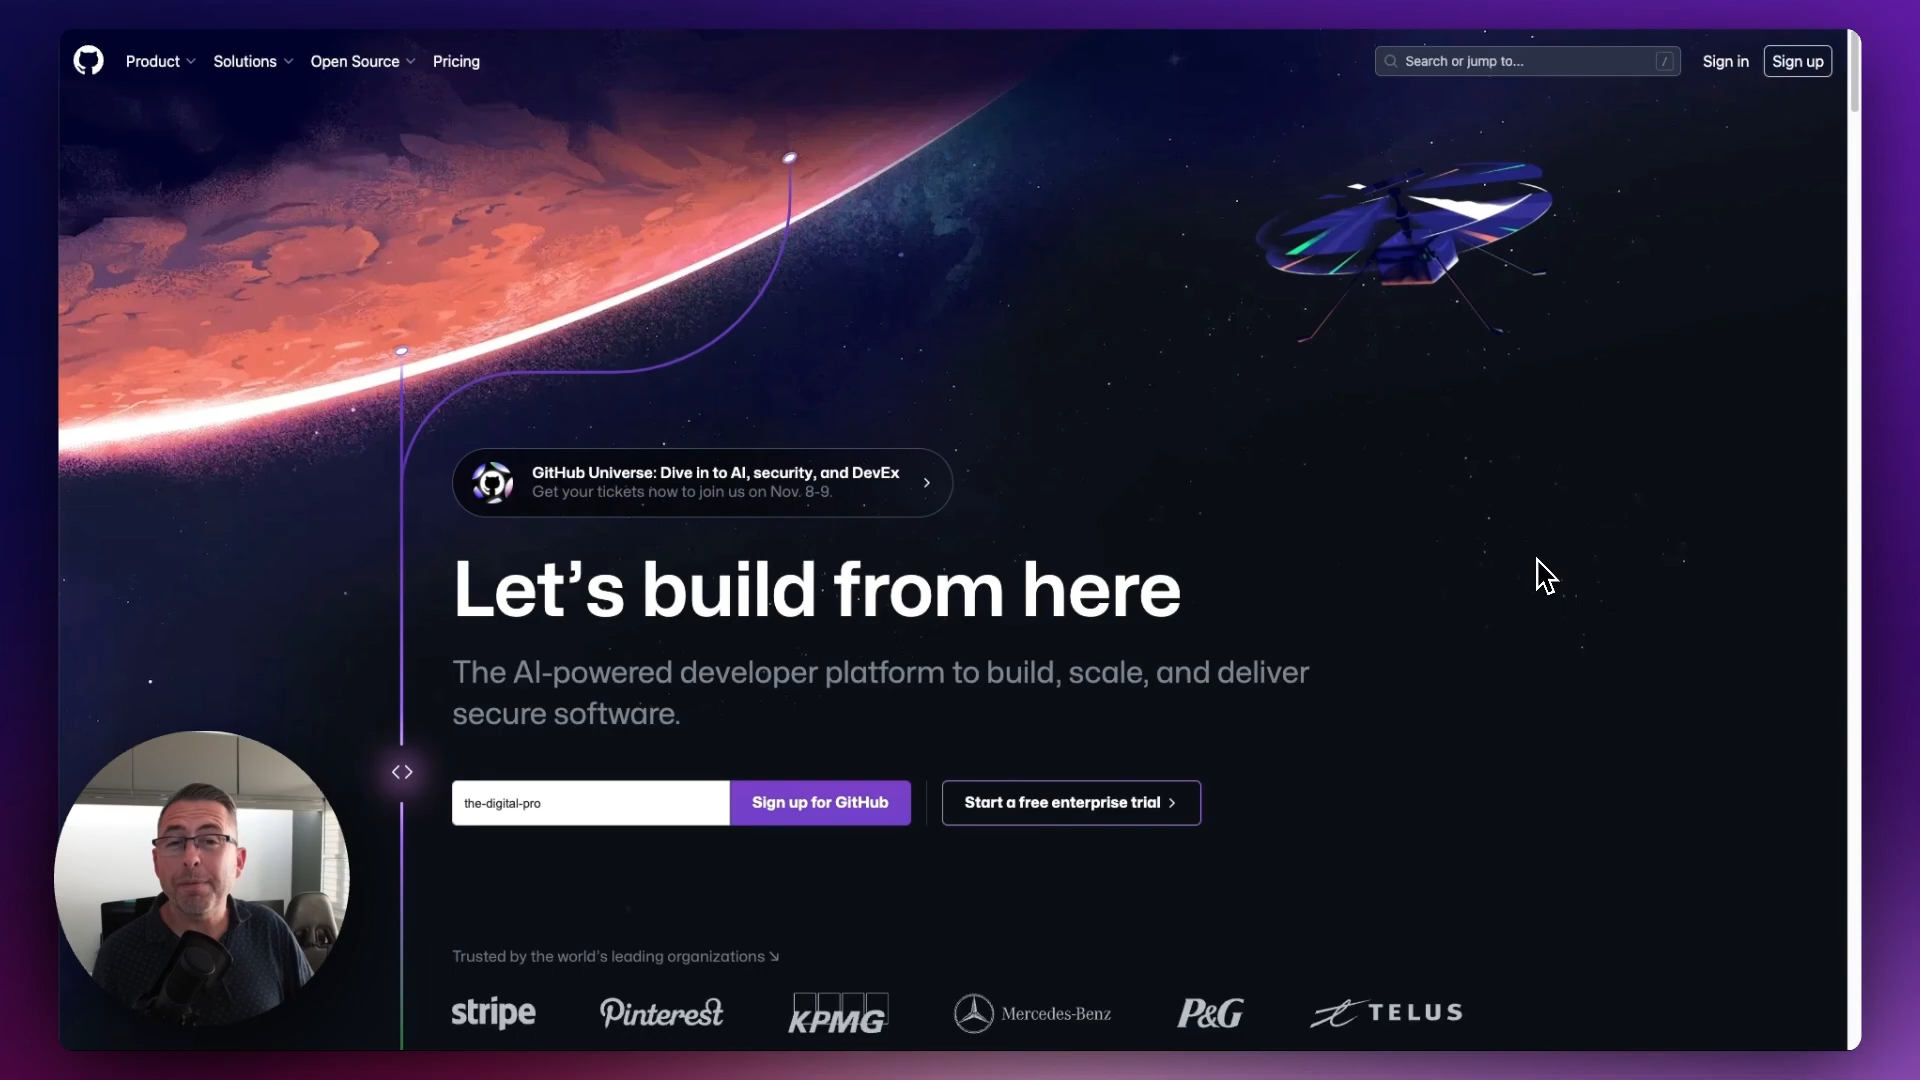 Product
Solutions
Open Source
Pricing
Search or jump to...
/
Sign in
Sign up
GitHub Universe: Dive in to AI, security, and DevEx
Get your tickets now to join us on Nov. 8-9.
Let’s build from here
The AI-powered developer platform to build, scale, and deliver
secure software.
the-digital-pro
Sign up for GitHub
Start a free enterprise trial
Trusted by the world’s leading organizations
stripe
Pinterest
KPMG
Mercedes-Benz
P&G
TELUS